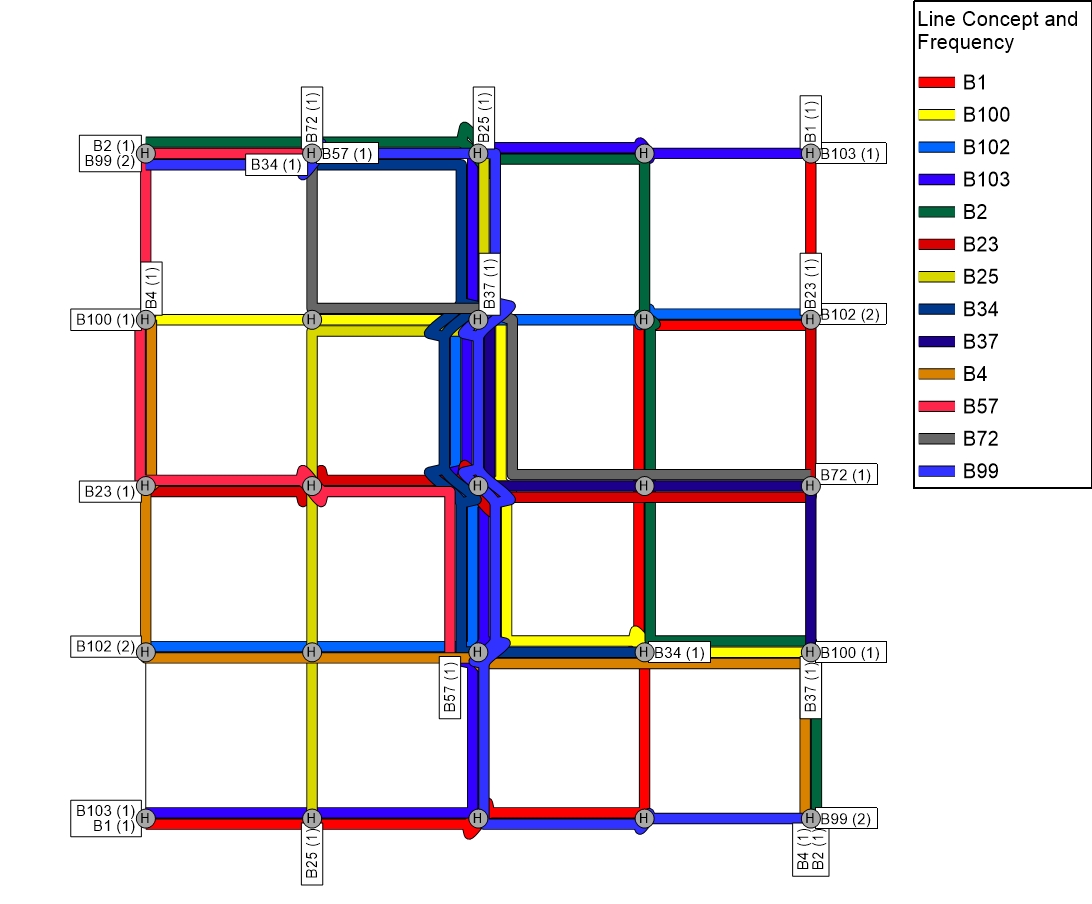 Line Concept and
Frequency
B1
B100
B102
B103
B2
B23
B25
B34
B37
B4
B57
B72
B99
B72 (1)
B25 (1)
B1 (1)
B2 (1)
B99 (2)
H
B34 (1)
H
B57 (1)
H
H
H
B103 (1)
B4 (1)
B37 (1)
B23 (1)
B100 (1)
H
H
H
H
H
B102 (2)
B23 (1)
H
H
H
H
H
B72 (1)
B102 (2)
H
H
H
H
B34 (1)
H
B100 (1)
B57 (1)
B37 (1)
B103 (1)
B1 (1)
H
H
H
H
H
B99 (2)
B25 (1)
B4 (1)
B2 (1)